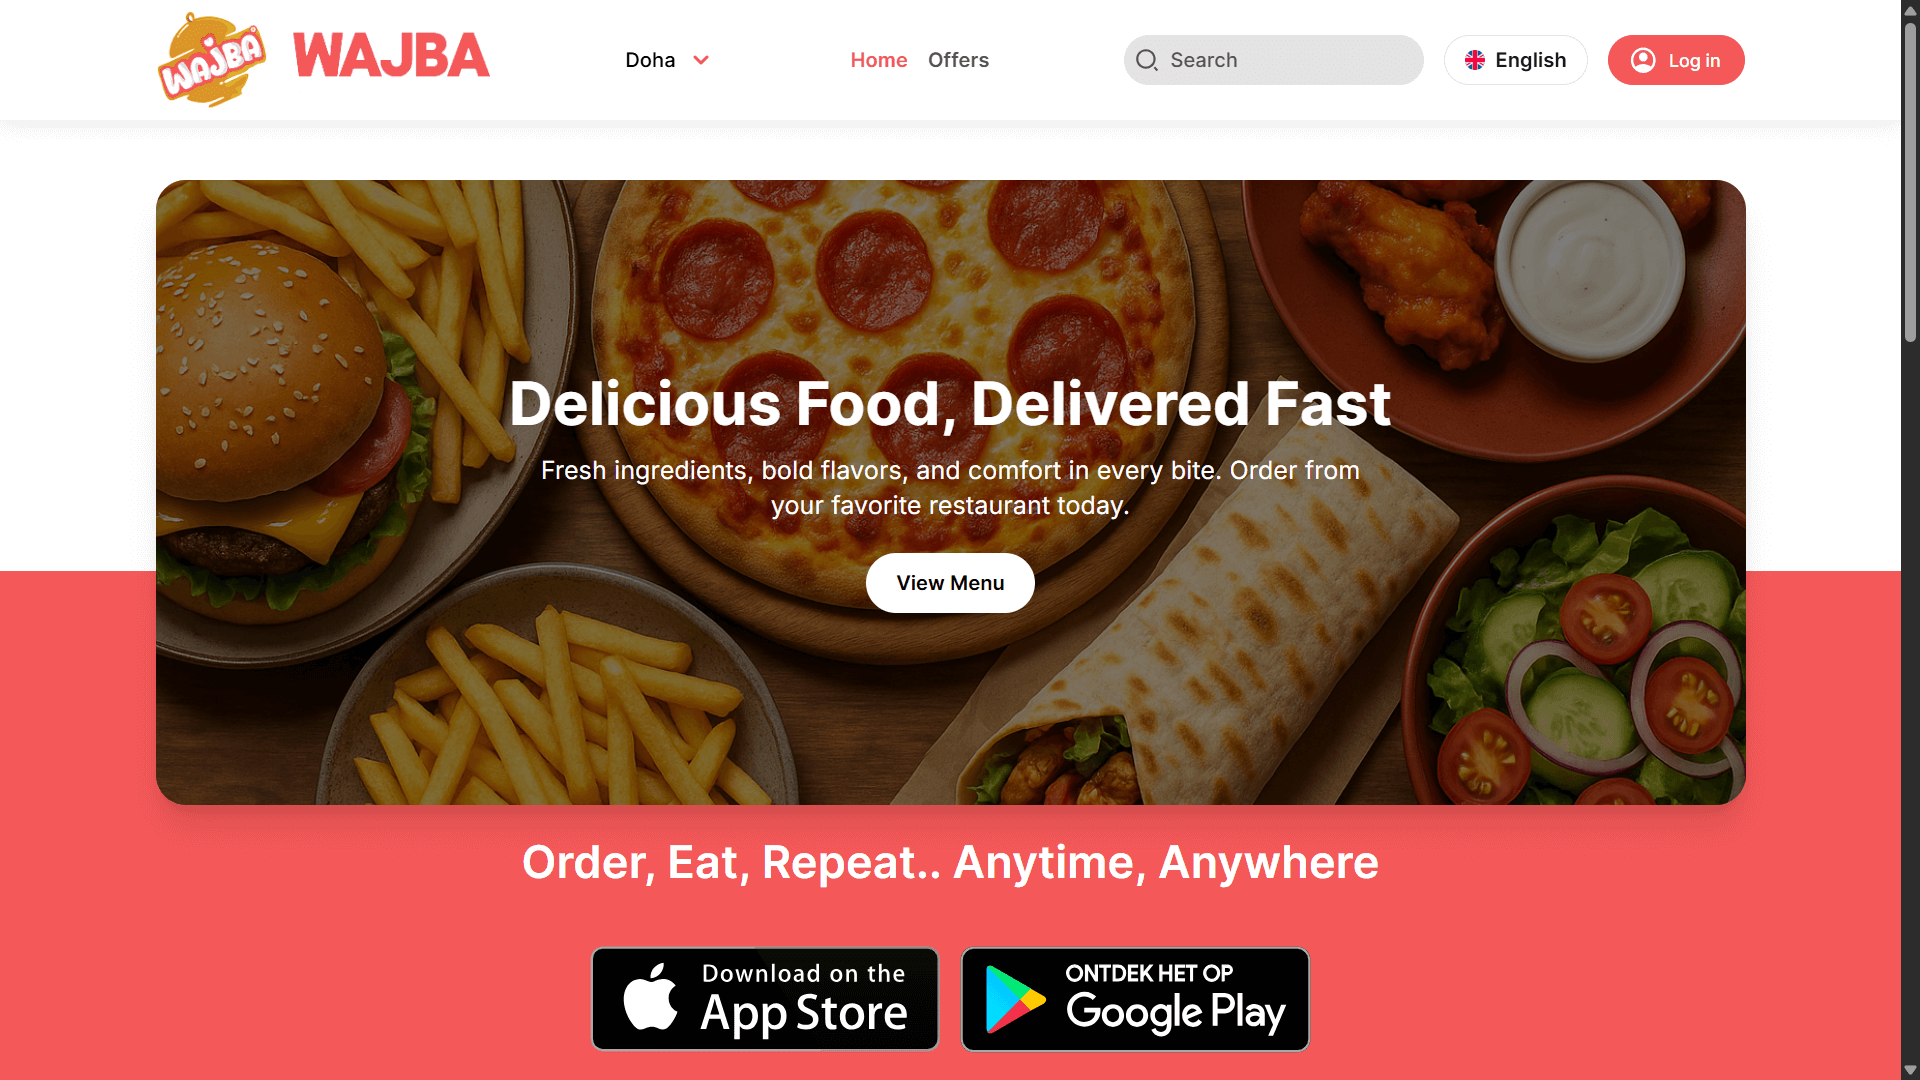 WAJBA
WAJBA
Doha
Home
Offers
Search
English
Log in
Delicious Food, Delivered Fast
Fresh ingredients, bold flavors, and comfort in every bite. Order from
your favorite restaurant today.
View Menu
Order, Eat, Repeat.. Anytime, Anywhere
Download on the
App Store
ONTDEK HET OP
Google Play